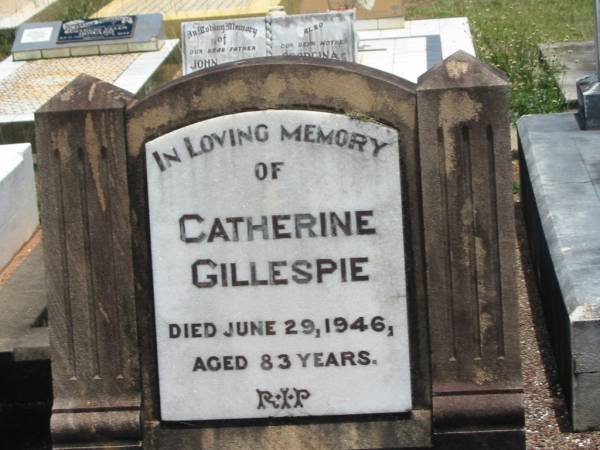 In Loving Memory
of
our dear father
JOHN
ALSO
our dear mother
In Loving Memory
of
Catherine
Gillespie
Died June 29, 1946,
Aged 83 Years.
R·I·P